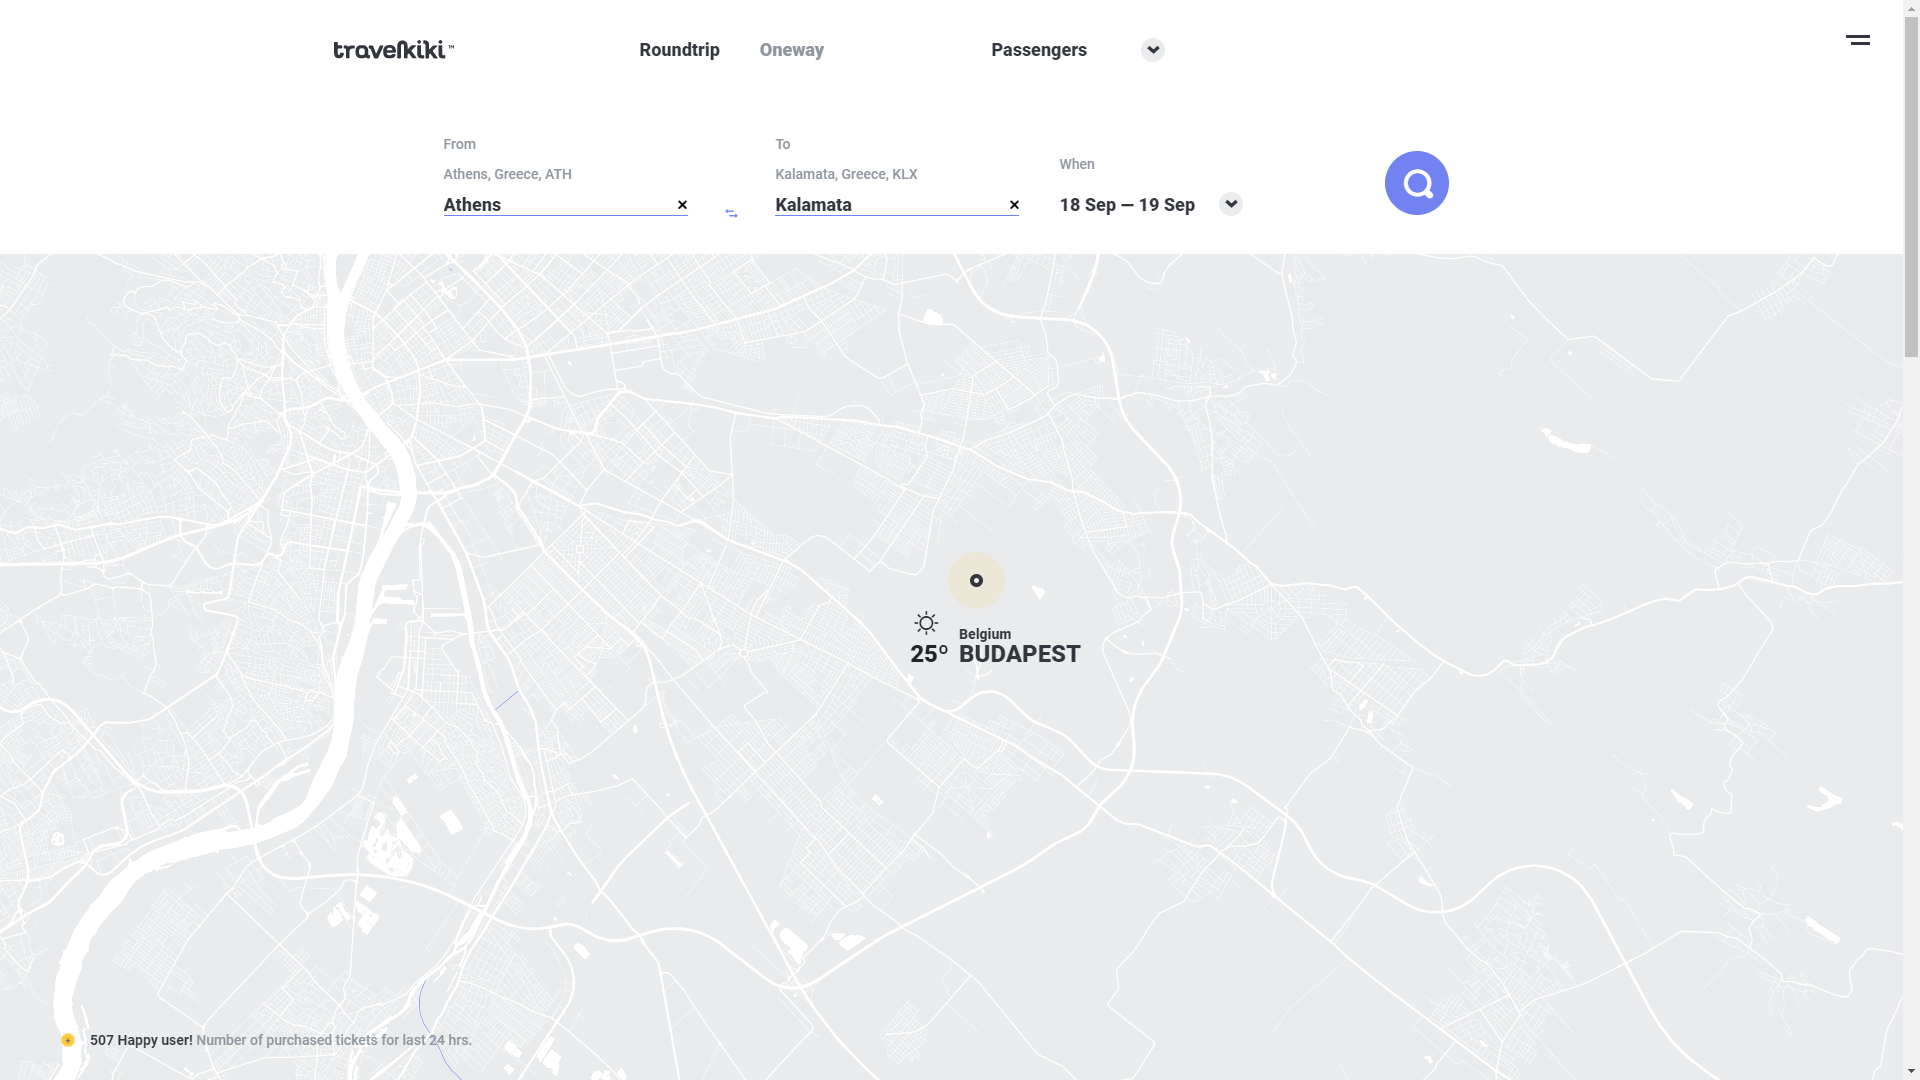 travelkiki™
Roundtrip Oneway Passengers
From To
When
Athens, Greece, ATH Kalamata, Greece, KLX
Athens × Kalamata × 18 Sep — 19 Sep
Belgium
25° BUDAPEST
507 Happy user! Number of purchased tickets for last 24 hrs.